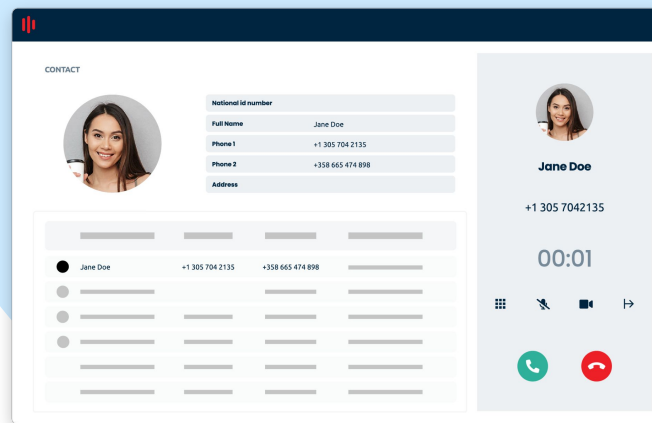 CONTACT
National id number
Full Name Jane Doe
Phone 1 +1 305 704 2135
Phone 2 +358 665 474 898
Address
Jane Doe +1 305 704 2135 +358 665 474 898
Jane Doe
+1 305 7042135
00:01